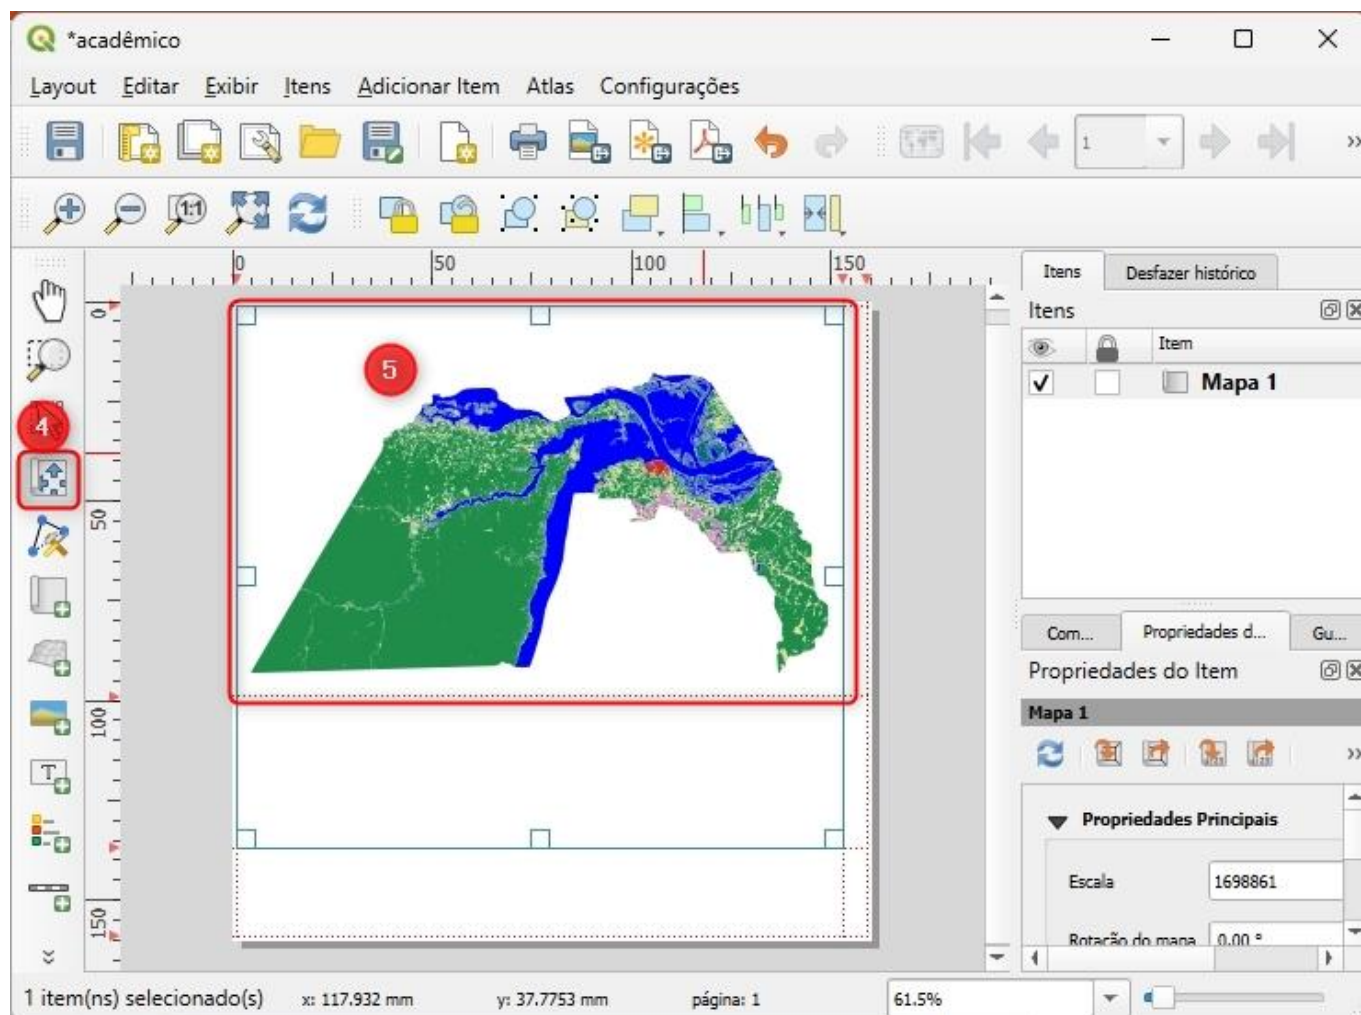 *acadêmico
Layout Editar Exibir Itens Adicionar Item Atlas Configurações
1
1:1
0 50 100 150
Itens Desfazer histórico
0
Itens
Item
5
Mapa 1
4
50
Com... Propriedades d... Gu...
Propriedades do Item
100
Mapa 1
T
Propriedades Principais
Escala 1698861
150
Rotação do mapa 0,00 °
1 item(ns) selecionado(s) x: 117.932 mm y: 37.7753 mm página: 1 61.5%